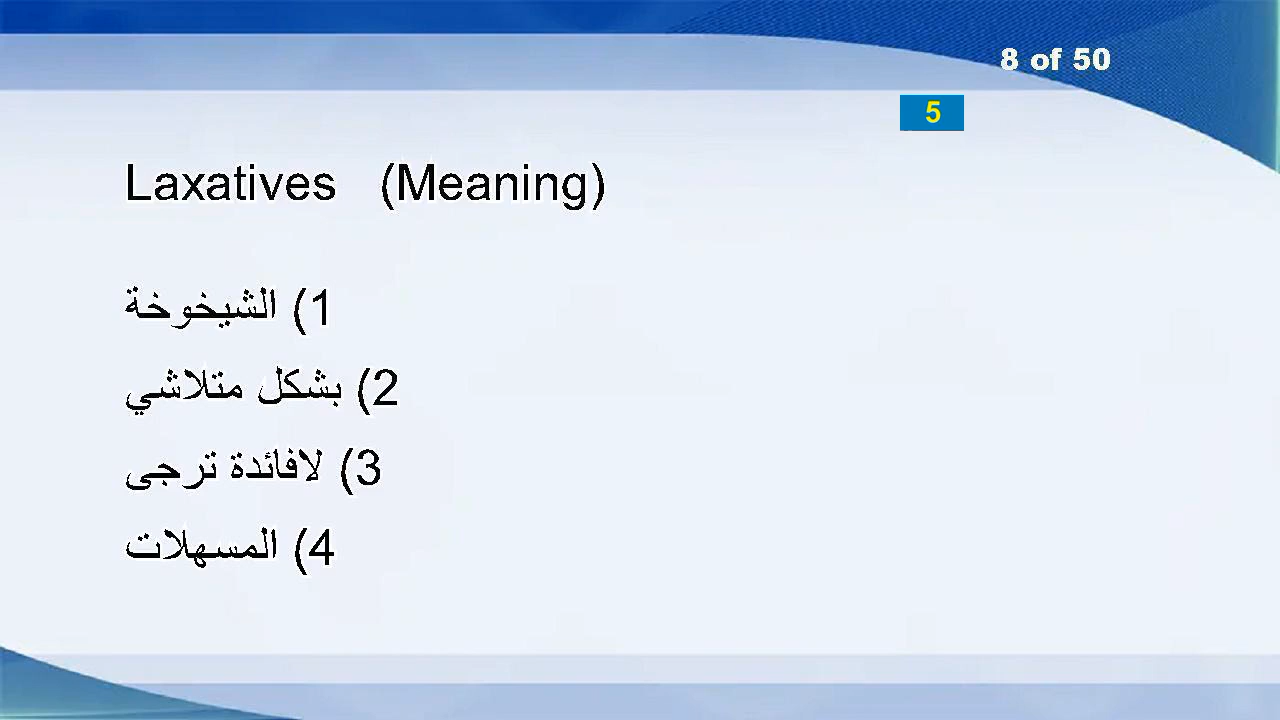 8 of 50
5
Laxatives (Meaning)
1) الشيخوخة
2) بشكل متلاشي
3) لافائدة ترجى
4) المسهلات